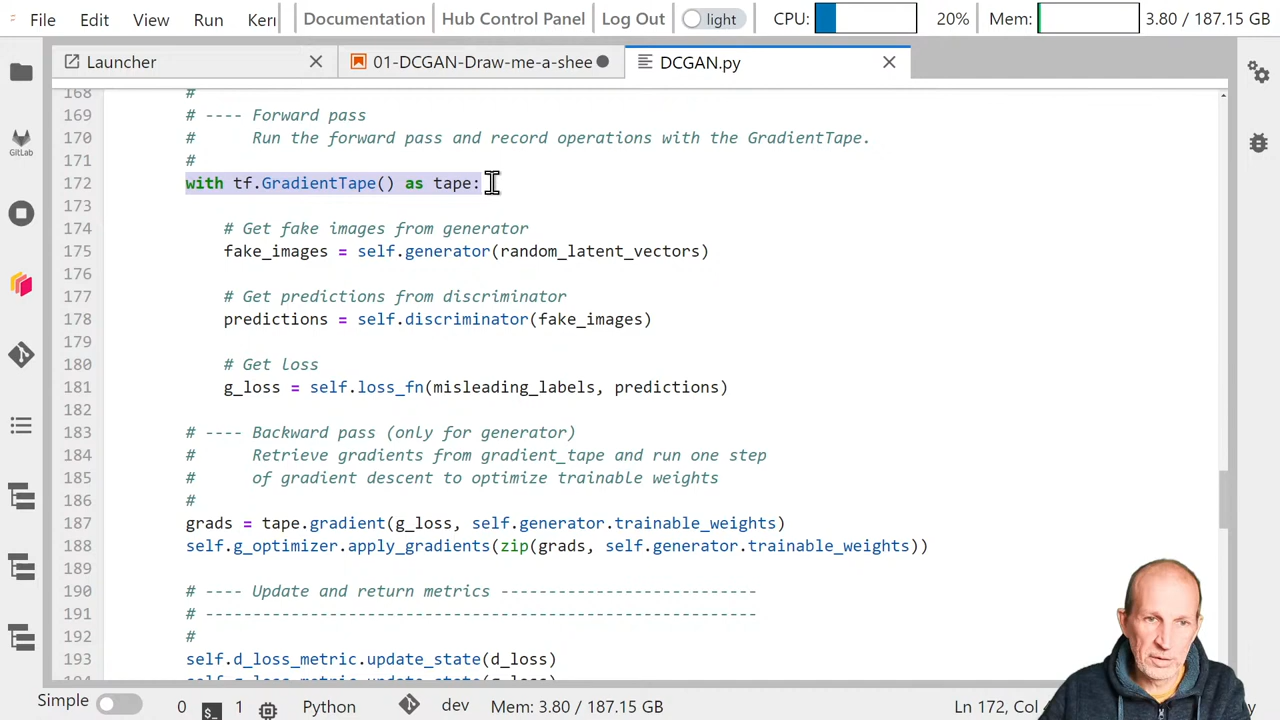 File Edit View Run Kern Documentation Hub Control Panel Log Out light CPU: 20% Mem: 3.80 / 187.15 GB
Launcher 01-DCGAN-Draw-me-a-shee DCGAN.py
GitLab
168 #
169 # ---- Forward pass
170 # Run the forward pass and record operations with the GradientTape.
171 #
172 with tf.GradientTape() as tape:
173
174 # Get fake images from generator
175 fake_images = self.generator(random_latent_vectors)
176
177 # Get predictions from discriminator
178 predictions = self.discriminator(fake_images)
179
180 # Get loss
181 g_loss = self.loss_fn(misleading_labels, predictions)
182
183 # ---- Backward pass (only for generator)
184 # Retrieve gradients from gradient_tape and run one step
185 # of gradient descent to optimize trainable weights
186 #
187 grads = tape.gradient(g_loss, self.generator.trainable_weights)
188 self.g_optimizer.apply_gradients(zip(grads, self.generator.trainable_weights))
189
190 # ---- Update and return metrics ---------------------------
191 # ----------------------------------------------------------
192 #
193 self.d_loss_metric.update_state(d_loss)
Simple 0 1 Python dev Mem: 3.80 / 187.15 GB Ln 172, Col